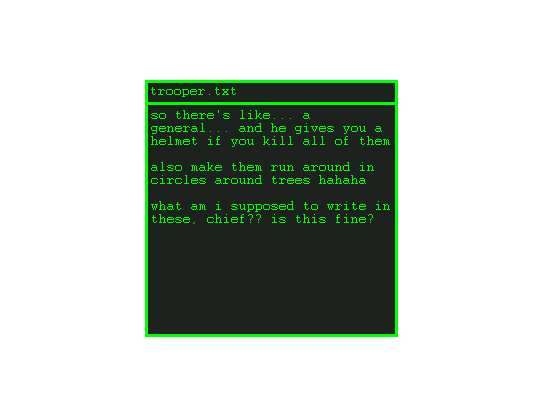 trooper.txt
so there's like... a
general... and he gives you a
helmet if you kill all of them
also make them run around in
circles around trees hahaha
what am i supposed to write in
these, chief?? is this fine?